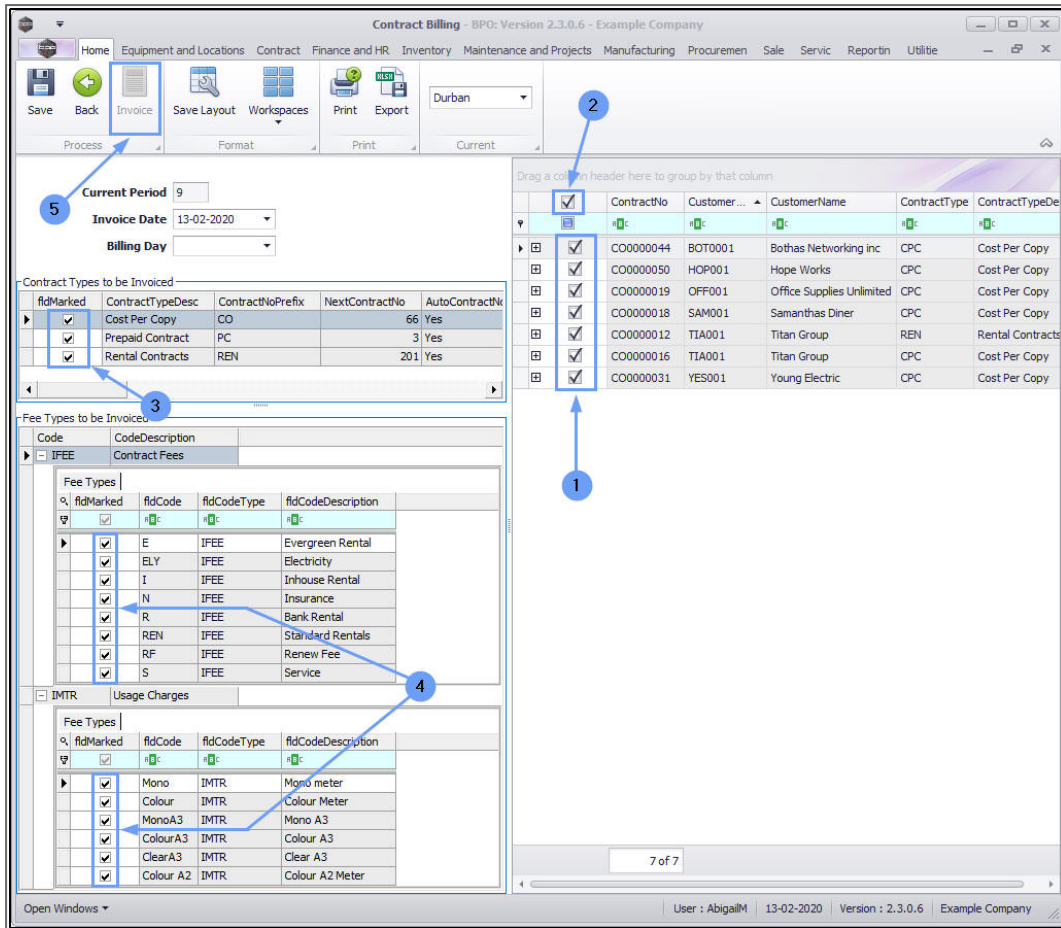 Contract Billing - BPO: Version 2.3.0.6 - Example Company
Home Equipment and Locations Contract Finance and HR Inventory Maintenance and Projects Manufacturing Procuremen Sale Servic Reportin Utilitie
XLSX
Durban
Save Back Invoice Save Layout Workspaces Print Export
Process Format Print Current
2
5
Drag a column header here to group by that column
Current Period 9
Invoice Date 13-02-2020
Billing Day
ContractNo Customer... CustomerName ContractType ContractTypeDe
CO0000044 BOT0001 Bothas Networking inc CPC Cost Per Copy
CO0000050 HOP001 Hope Works CPC Cost Per Copy
CO0000019 OFF001 Office Supplies Unlimited CPC Cost Per Copy
CO0000018 SAM001 Samanthas Diner CPC Cost Per Copy
CO0000012 TIA001 Titan Group REN Rental Contracts
CO0000016 TIA001 Titan Group CPC Cost Per Copy
CO0000031 YES001 Young Electric CPC Cost Per Copy
1
7 of 7
Contract Types to be Invoiced
fldMarked ContractTypeDesc ContractNoPrefix NextContractNo AutoContractNo
Cost Per Copy CO 66 Yes
Prepaid Contract PC 3 Yes
Rental Contracts REN 201 Yes
3
Fee Types to be Invoiced
Code CodeDescription
IFEE Contract Fees
Fee Types
fldMarked fldCode fldCodeType fldCodeDescription
E IFEE Evergreen Rental
ELY IFEE Electricity
I IFEE Inhouse Rental
N IFEE Insurance
R IFEE Bank Rental
REN IFEE Standard Rentals
RF IFEE Renew Fee
S IFEE Service
4
IMTR Usage Charges
Fee Types
fldMarked fldCode fldCodeType fldCodeDescription
Mono IMTR Mono meter
Colour IMTR Colour Meter
MonoA3 IMTR Mono A3
ColourA3 IMTR Colour A3
ClearA3 IMTR Clear A3
Colour A2 IMTR Colour A2 Meter
Open Windows User : AbigailM 13-02-2020 Version : 2.3.0.6 Example Company